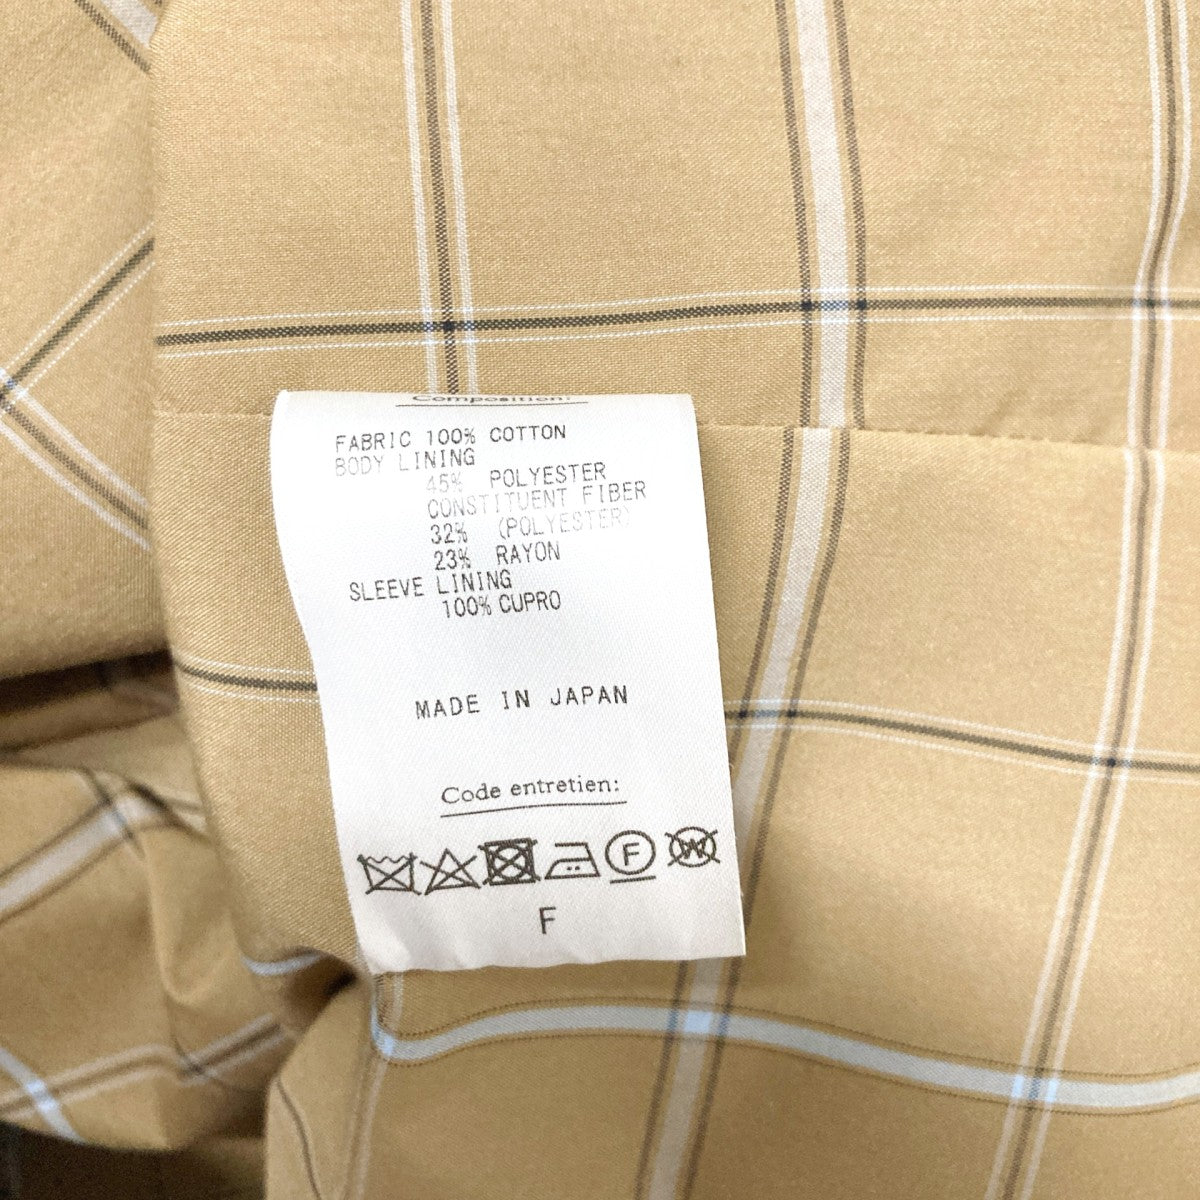 Composition:
FABRIC 100% COTTON
BODY LINING
45% POLYESTER
CONSTITUENT FIBER
32% (POLYESTER)
23% RAYON
SLEEVE LINING
100% CUPRO
MADE IN JAPAN
Code entretien:
F W
F